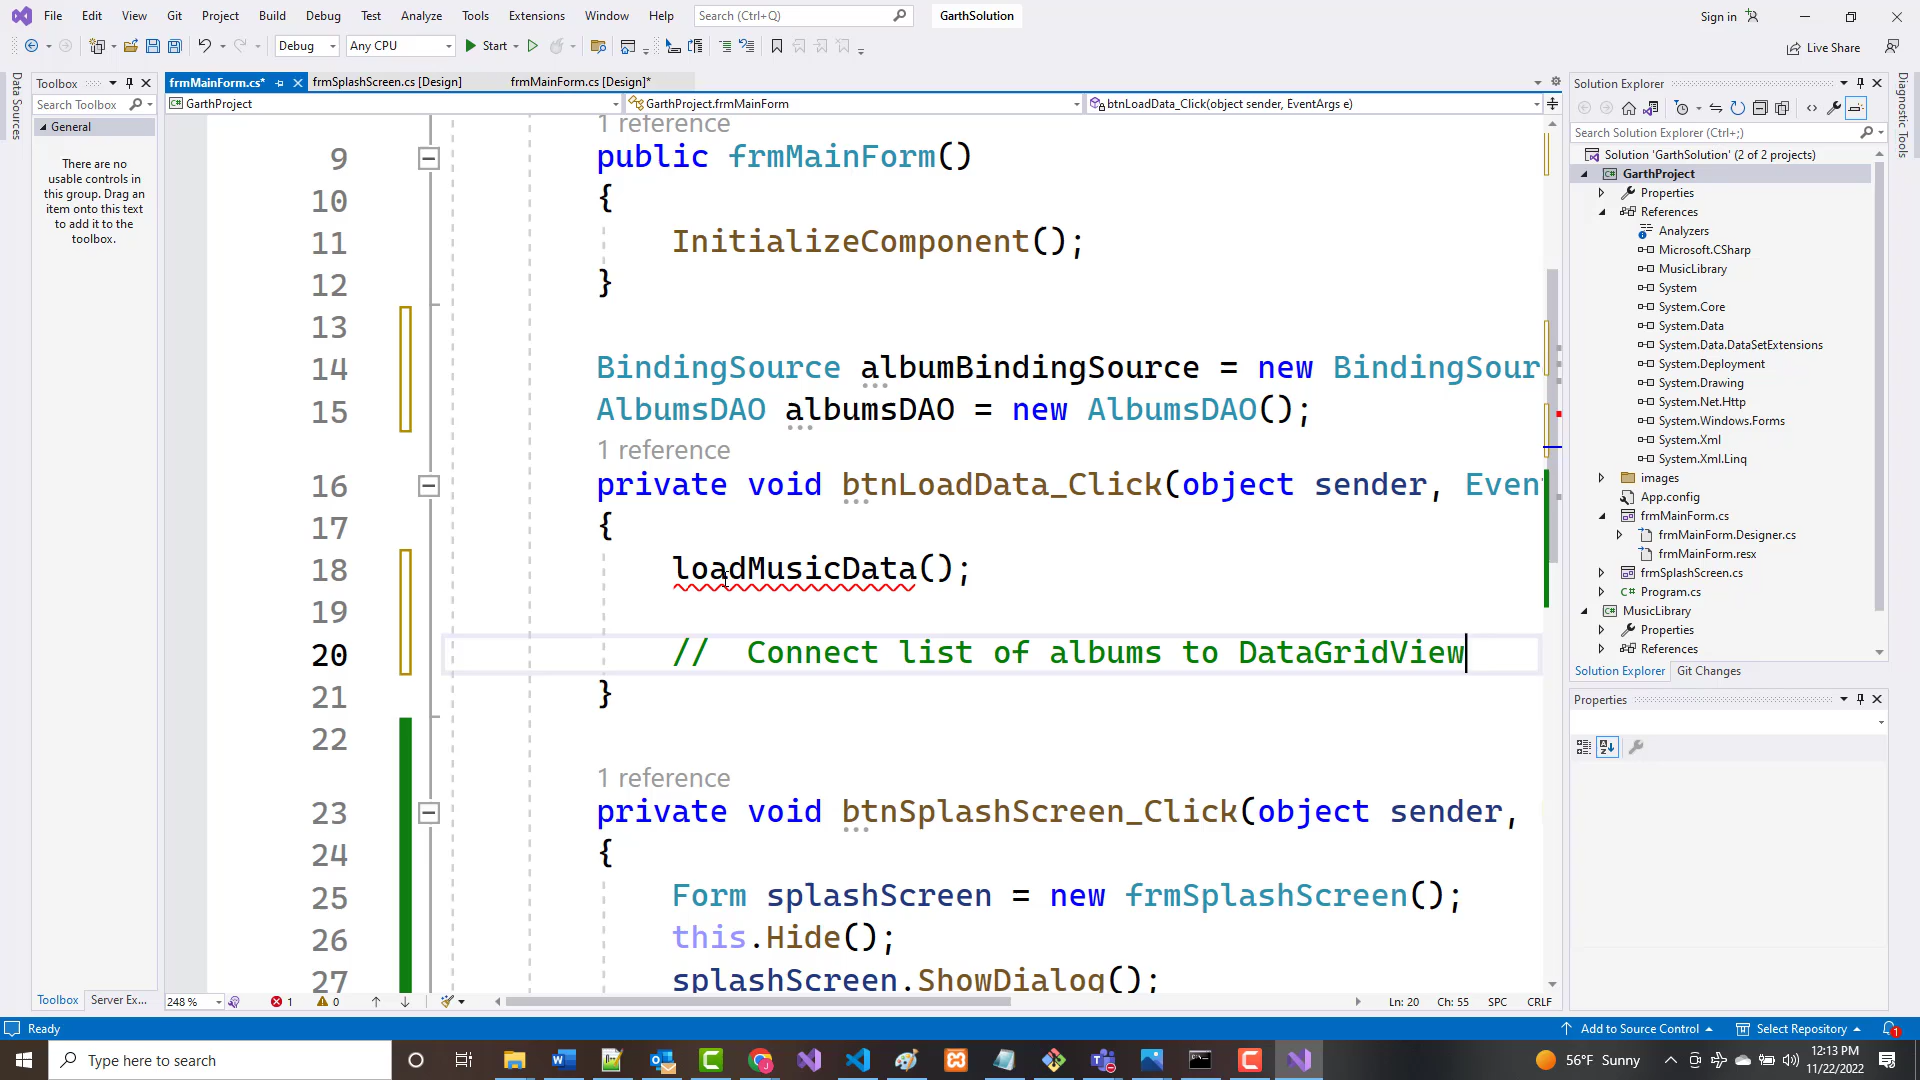 File Edit View Git Project Build Debug Test Analyze Tools Extensions Window Help Search (Ctrl+Q) GarthSolution Sign in
Debug Any CPU Start Live Share
Data Sources
Toolbox
Search Toolbox
General
There are no
usable controls in
this group. Drag an
item onto this text
to add it to the
toolbox.
Toolbox Server Ex...
frmMainForm.cs* frmSplashScreen.cs [Design] frmMainForm.cs [Design]*
GarthProject GarthProject.frmMainForm btnLoadData_Click(object sender, EventArgs e)
1 reference
9 public frmMainForm()
10 {
11 InitializeComponent();
12 }
13
14 BindingSource albumBindingSource = new BindingSour
15 AlbumsDAO albumsDAO = new AlbumsDAO();
1 reference
16 private void btnLoadData_Click(object sender, Even
17 {
18 loadMusicData();
19
20 // Connect list of albums to DataGridView
21 }
22
1 reference
23 private void btnSplashScreen_Click(object sender,
24 {
25 Form splashScreen = new frmSplashScreen();
26 this.Hide();
27 splashScreen.ShowDialog();
248 % 1 0 Ln: 20 Ch: 55 SPC CRLF
Solution Explorer
Search Solution Explorer (Ctrl+;)
Solution 'GarthSolution' (2 of 2 projects)
GarthProject
Properties
References
Analyzers
Microsoft.CSharp
MusicLibrary
System
System.Core
System.Data
System.Data.DataSetExtensions
System.Deployment
System.Drawing
System.Net.Http
System.Windows.Forms
System.Xml
System.Xml.Linq
images
App.config
frmMainForm.cs
frmMainForm.Designer.cs
frmMainForm.resx
frmSplashScreen.cs
C# Program.cs
MusicLibrary
Properties
References
Solution Explorer Git Changes
Properties
Diagnostic Tools
Ready Add to Source Control Select Repository 1
Type here to search 56°F Sunny 12:13 PM
11/22/2022